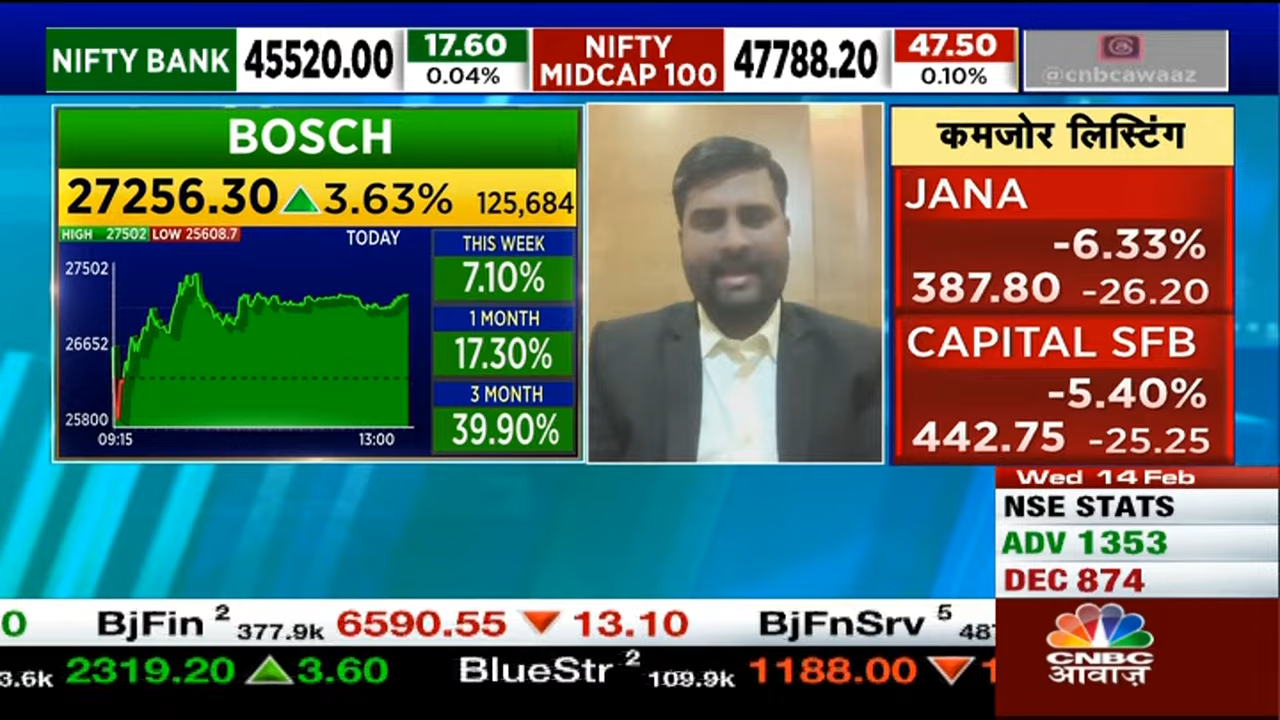 NIFTY BANK 45520.00 17.60 0.04%
NIFTY MIDCAP 100 47788.20 47.50 0.10%
@cnbcawaaz
BOSCH
27256.30 3.63% 125,684
HIGH 27502 LOW 25608.7
TODAY
27502
26652
25800
09:15 13:00
THIS WEEK
7.10%
1 MONTH
17.30%
3 MONTH
39.90%
कमजोर लिस्टिंग
JANA
-6.33%
387.80 -26.20
CAPITAL SFB
-5.40%
442.75 -25.25
Wed 14 Feb
NSE STATS
ADV 1353
DEC 874
0 BjFin 2 377.9k 6590.55 13.10 BjFnSrv 5 48
3.6k 2319.20 3.60 BlueStr 2 109.9k 1188.00 1
CNBC
आवाज़